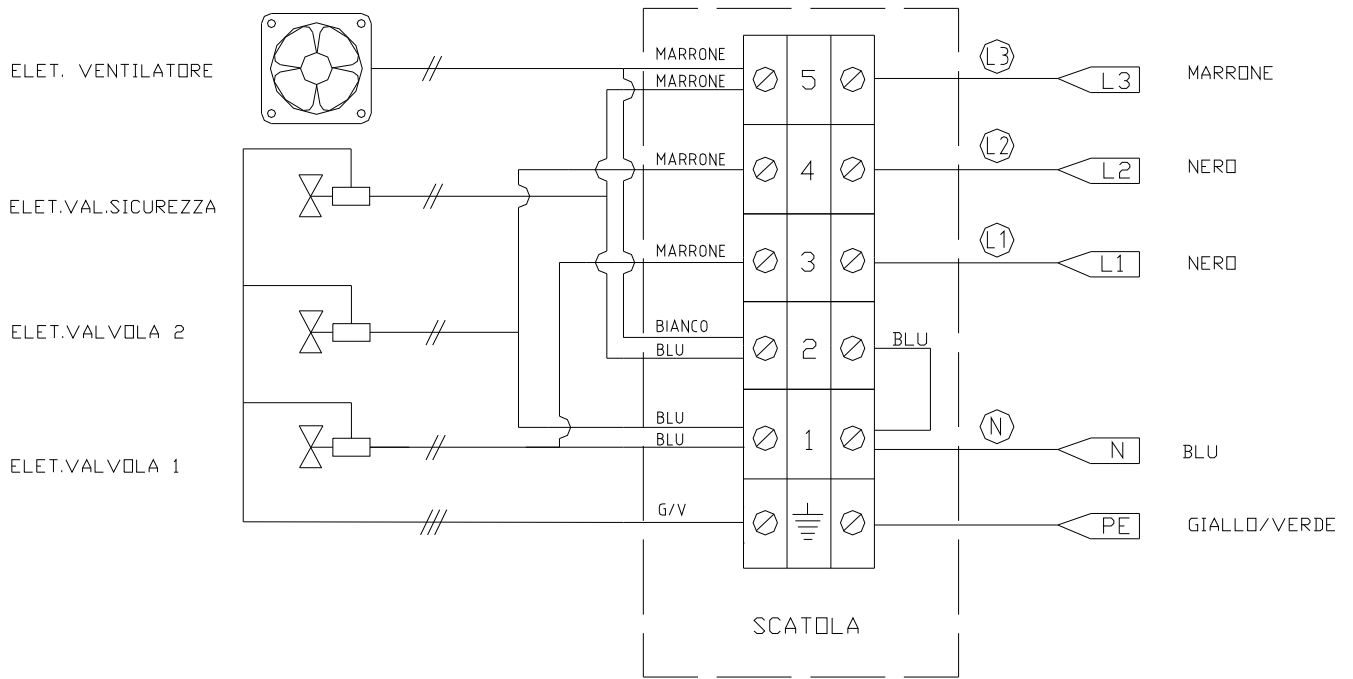 ELET. VENTILATORE
ELET.VAL.SICUREZZA
ELET.VALVOLA 2
ELET.VALVOLA 1
MARRONE
MARRONE
MARRONE
MARRONE
BIANCO
BLU
BLU
BLU
G/V
5
4
3
2
1
BLU
SCATOLA
L3
L3
MARRONE
L2
L2
NERO
L1
L1
NERO
N
N
BLU
PE
GIALLO/VERDE